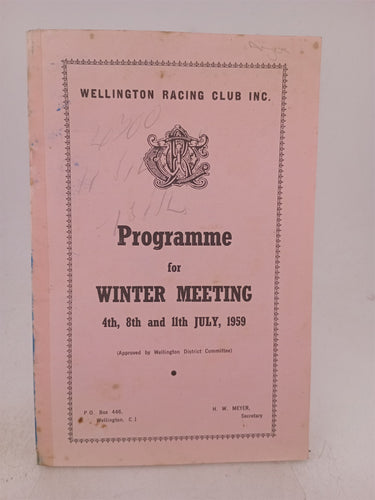 WELLINGTON RACING CLUB INC.
Programme
for
WINTER MEETING
4th, 8th and 11th JULY, 1959
(Approved by Wellington District Committee)
P.O. Box 446,
Wellington, C.1
H. W. MEYER,
Secretary